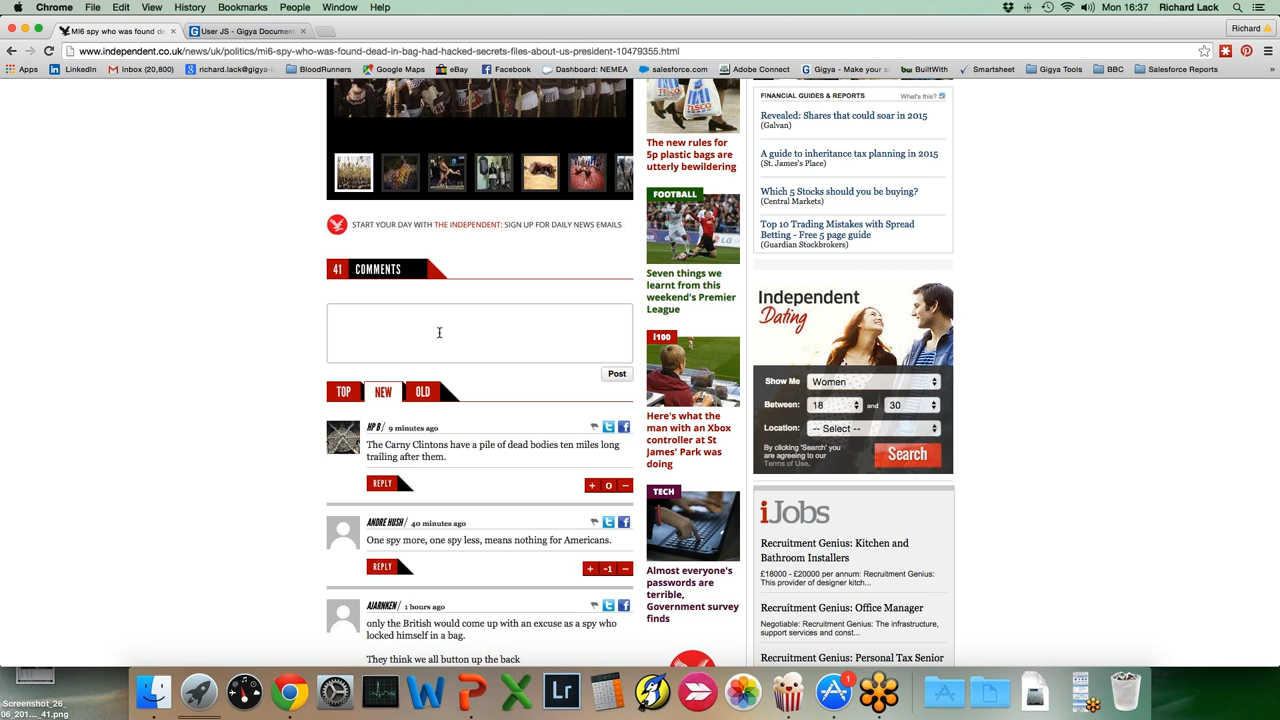 Chrome File Edit View History Bookmarks People Window Help
Mon 16:37 Richard Lack
MI6 spy who was found de
User JS - Gigya Document
Richard
www.independent.co.uk/news/uk/politics/mi6-spy-who-was-found-dead-in-bag-had-hacked-secrets-files-about-us-president-10479355.html
Apps LinkedIn Inbox (20,800) richard.lack@gigya- BloodRunners Google Maps eBay Facebook Dashboard: NEMEA salesforce.com Adobe Connect Gigya - Make your s BuiltWith Smartsheet Gigya Tools BBC Salesforce Reports »
START YOUR DAY WITH THE INDEPENDENT: SIGN UP FOR DAILY NEWS EMAILS
41 COMMENTS
Post
TOP NEW OLD
HP B / 9 minutes ago
The Carny Clintons have a pile of dead bodies ten miles long
trailing after them.
REPLY
+ 0 −
ANDRE HUSH / 40 minutes ago
One spy more, one spy less, means nothing for Americans.
REPLY
+ -1 −
AJARNKEN / 1 hours ago
only the British would come up with an excuse as a spy who
locked himself in a bag.
They think we all button up the back
TESCO
The new rules for
5p plastic bags are
utterly bewildering
FOOTBALL
Seven things we
learnt from this
weekend's Premier
League
i100
Here's what the
man with an Xbox
controller at St
James' Park was
doing
TECH
Almost everyone's
passwords are
terrible,
Government survey
finds
FINANCIAL GUIDES & REPORTS
What's this?
Revealed: Shares that could soar in 2015
(Galvan)
A guide to inheritance tax planning in 2015
(St. James's Place)
Which 5 Stocks should you be buying?
(Central Markets)
Top 10 Trading Mistakes with Spread
Betting - Free 5 page guide
(Guardian Stockbrokers)
Independent
Dating
Show Me Women
Between: 18 and 30
Location: -- Select --
By clicking 'Search' you
are agreeing to our
Terms of Use.
Search
iJobs
Recruitment Genius: Kitchen and
Bathroom Installers
£18000 - £20000 per annum: Recruitment Genius:
This provider of designer kitch...
Recruitment Genius: Office Manager
Negotiable: Recruitment Genius: The infrastructure,
support services and const...
Recruitment Genius: Personal Tax Senior
Screenshot_26_
06_201..._41.png
Lr
1